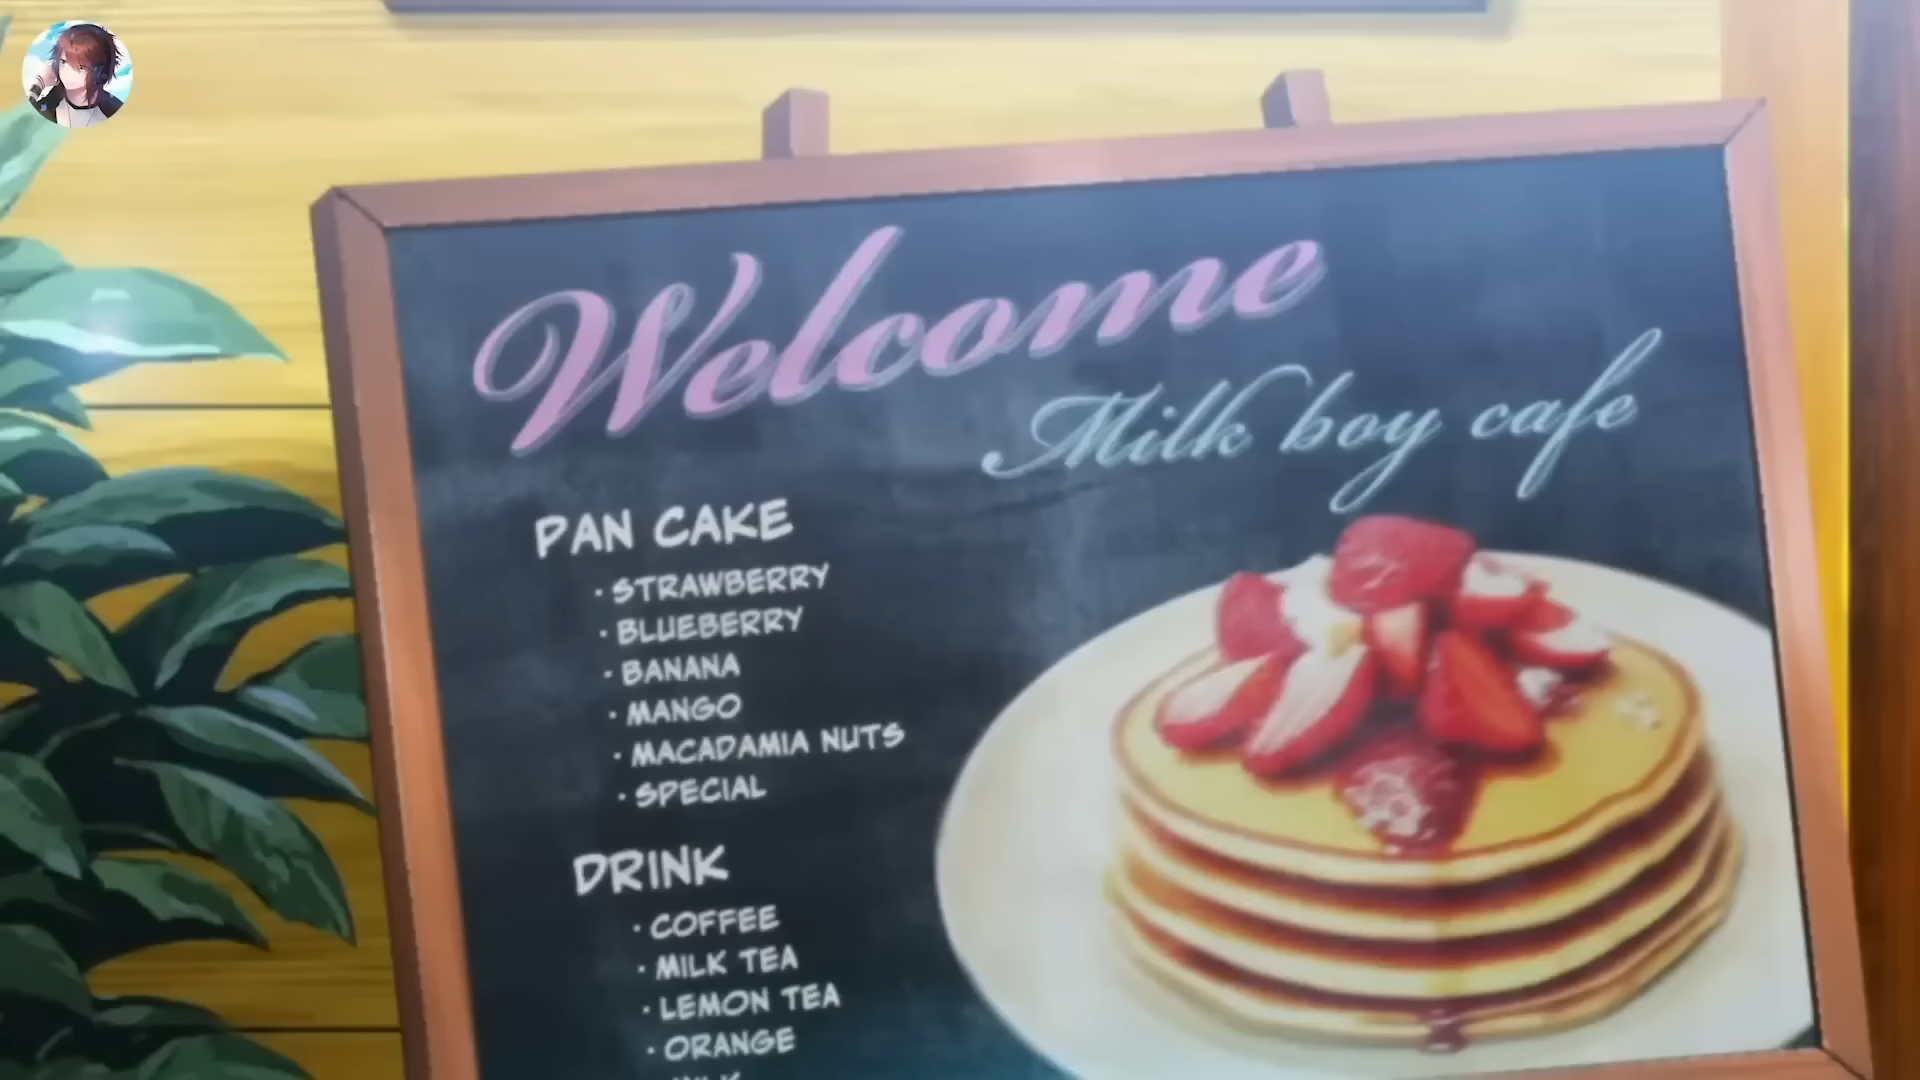 Welcome
Milk boy cafe
PAN CAKE
· STRAWBERRY
· BLUEBERRY
· BANANA
· MANGO
· MACADAMIA NUTS
· SPECIAL
DRINK
· COFFEE
· MILK TEA
· LEMON TEA
· ORANGE